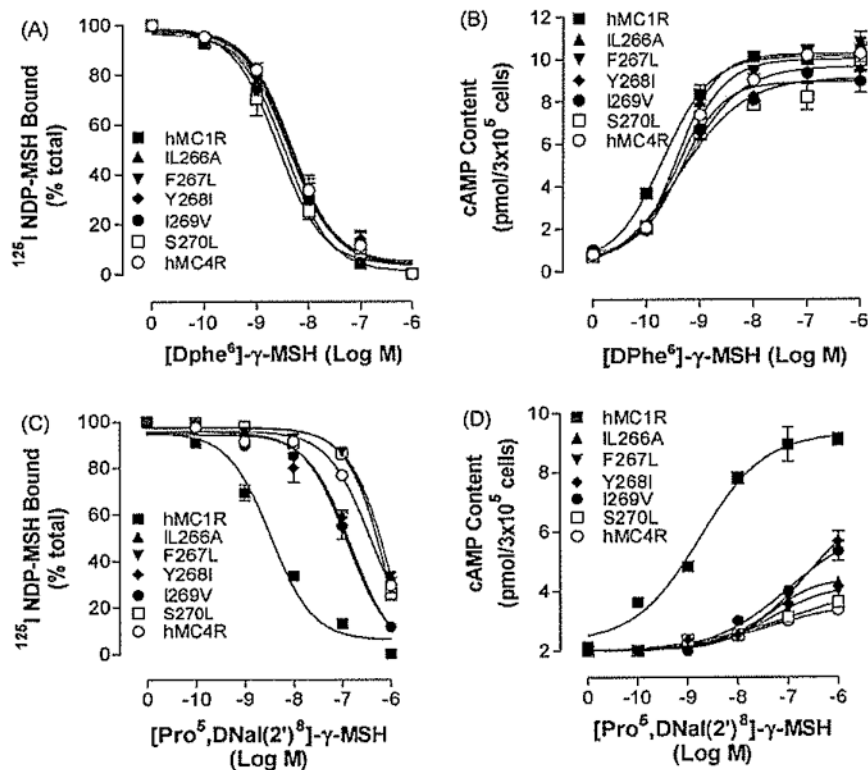 (A)
100
80
60
40
20
0
¹²⁵I NDP-MSH Bound
(% total)
hMC1R
IL266A
F267L
Y268I
I269V
S270L
hMC4R
0 -10 -9 -8 -7 -6
[Dphe⁶]-γ-MSH (Log M)
(B)
12
10
8
6
4
2
0
cAMP Content
(pmol/3x10⁵ cells)
hMC1R
IL266A
F267L
Y268I
I269V
S270L
hMC4R
0 -10 -9 -8 -7 -6
[DPhe⁶]-γ-MSH (Log M)
(C)
100
80
60
40
20
0
¹²⁵I NDP-MSH Bound
(% total)
hMC1R
IL266A
F267L
Y268I
I269V
S270L
hMC4R
0 -10 -9 -8 -7 -6
[Pro⁵,DNal(2')⁸]-γ-MSH
(Log M)
(D)
10
8
6
4
2
cAMP Content
(pmol/3x10⁵ cells)
hMC1R
IL266A
F267L
Y268I
I269V
S270L
hMC4R
0 -10 -9 -8 -7 -6
[Pro⁵,DNal(2')⁸]-γ-MSH
(Log M)